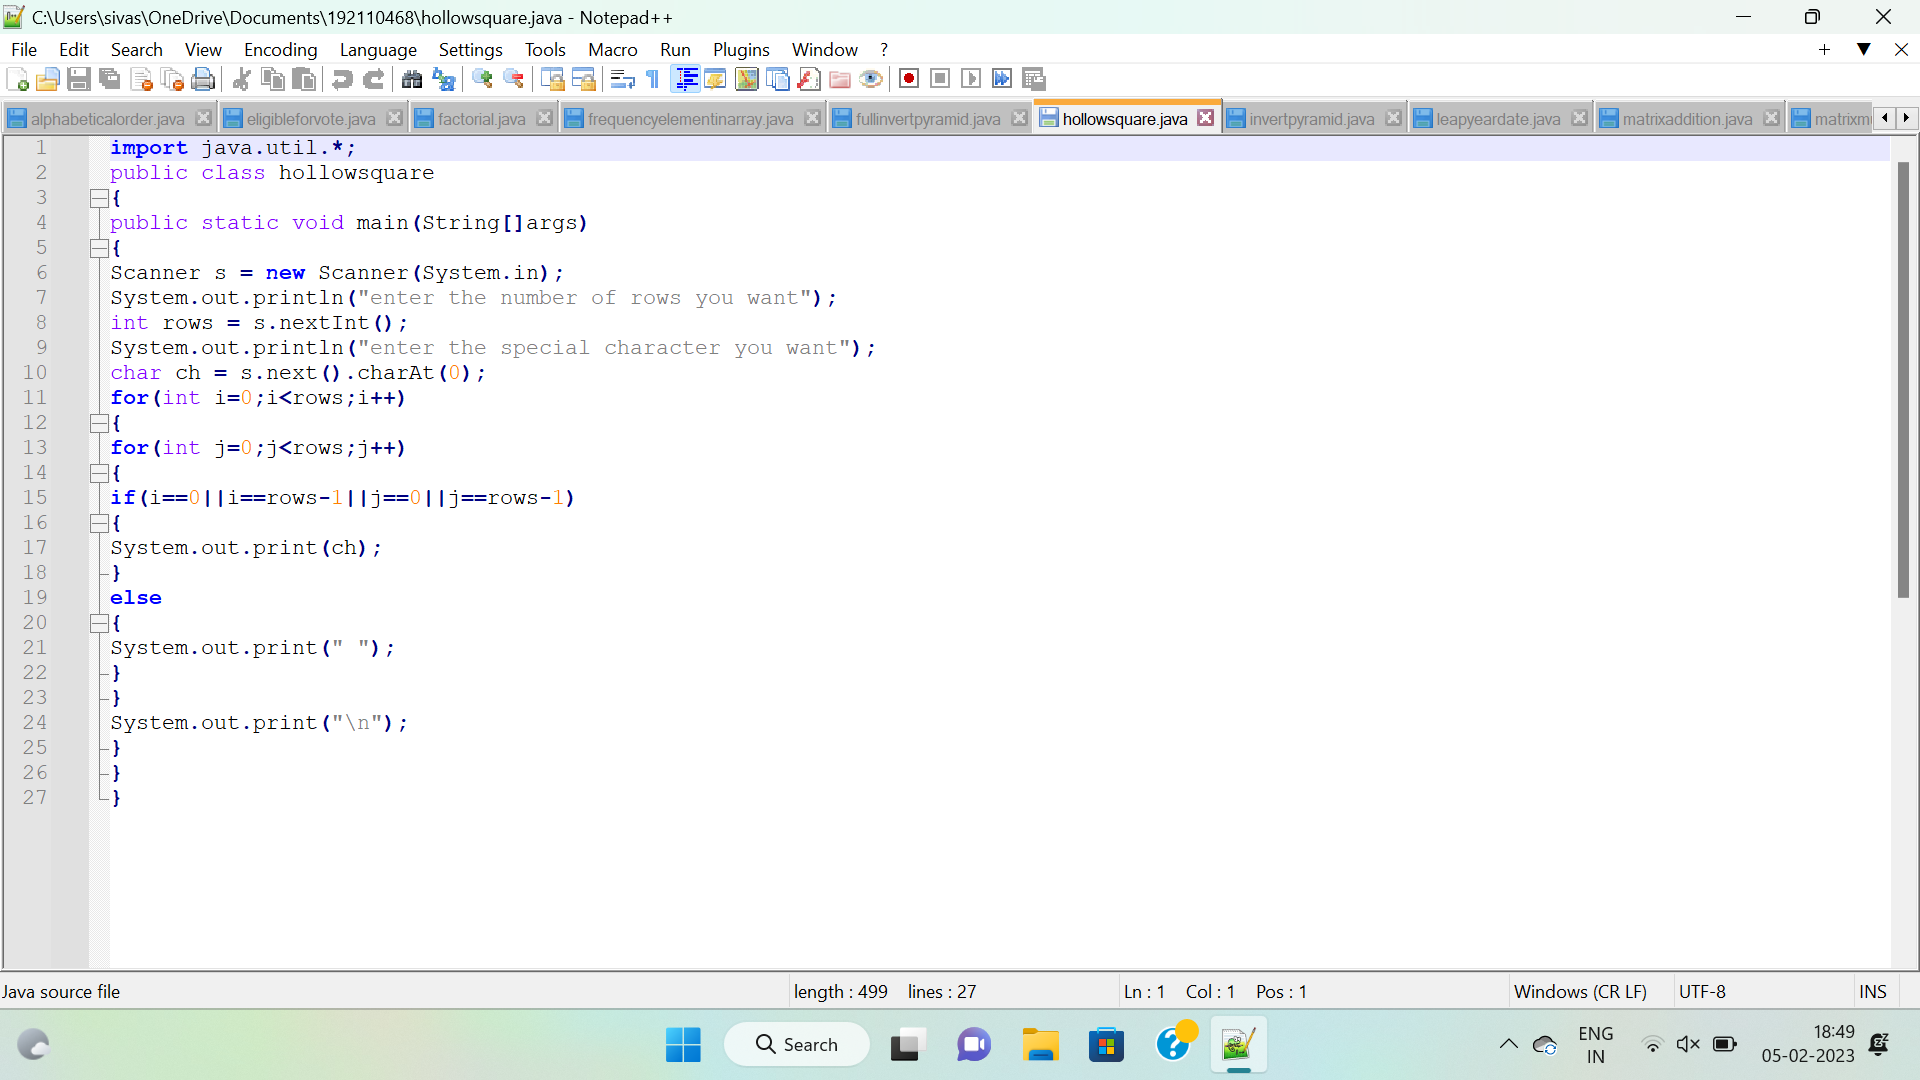 C:\Users\sivas\OneDrive\Documents\192110468\hollowsquare.java - Notepad++
File Edit Search View Encoding Language Settings Tools Macro Run Plugins Window ?
alphabeticalorder.java eligibleforvote.java factorial.java frequencyelementinarray.java fullinvertpyramid.java hollowsquare.java invertpyramid.java leapyeardate.java matrixaddition.java matrixm
1 import java.util.*;
2 public class hollowsquare
3 {
4 public static void main(String[]args)
5 {
6 Scanner s = new Scanner(System.in);
7 System.out.println("enter the number of rows you want");
8 int rows = s.nextInt();
9 System.out.println("enter the special character you want");
10 char ch = s.next().charAt(0);
11 for(int i=0;i<rows;i++)
12 {
13 for(int j=0;j<rows;j++)
14 {
15 if(i==0||i==rows-1||j==0||j==rows-1)
16 {
17 System.out.print(ch);
18 }
19 else
20 {
21 System.out.print(" ");
22 }
23 }
24 System.out.print("\n");
25 }
26 }
27 }
Java source file length : 499 lines : 27 Ln : 1 Col : 1 Pos : 1 Windows (CR LF) UTF-8 INS
Search ENG 18:49
IN 05-02-2023